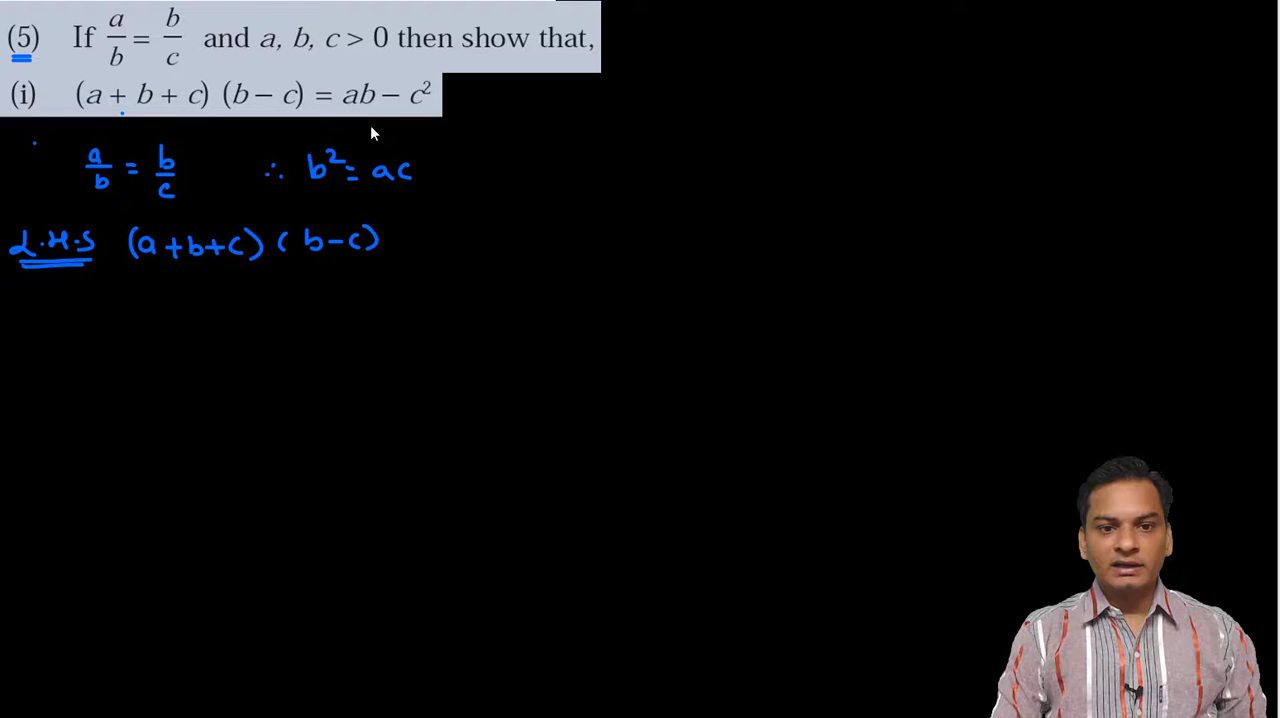 (5) If a/b = b/c and a, b, c > 0 then show that,
(i) (a + b + c) (b − c) = ab − c²
a/b = b/c ∴ b² = ac
L.H.S (a+b+c) (b−c)